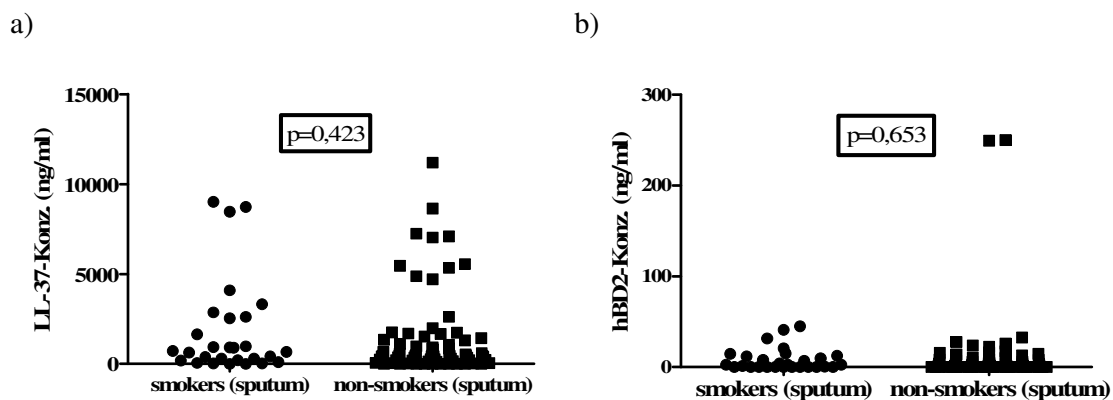 a)
15000
10000
5000
0
LL-37-Konz. (ng/ml)
p=0,423
smokers (sputum)
non-smokers (sputum)
b)
300
200
100
0
hBD2-Konz. (ng/ml)
p=0,653
smokers (sputum)
non-smokers (sputum)